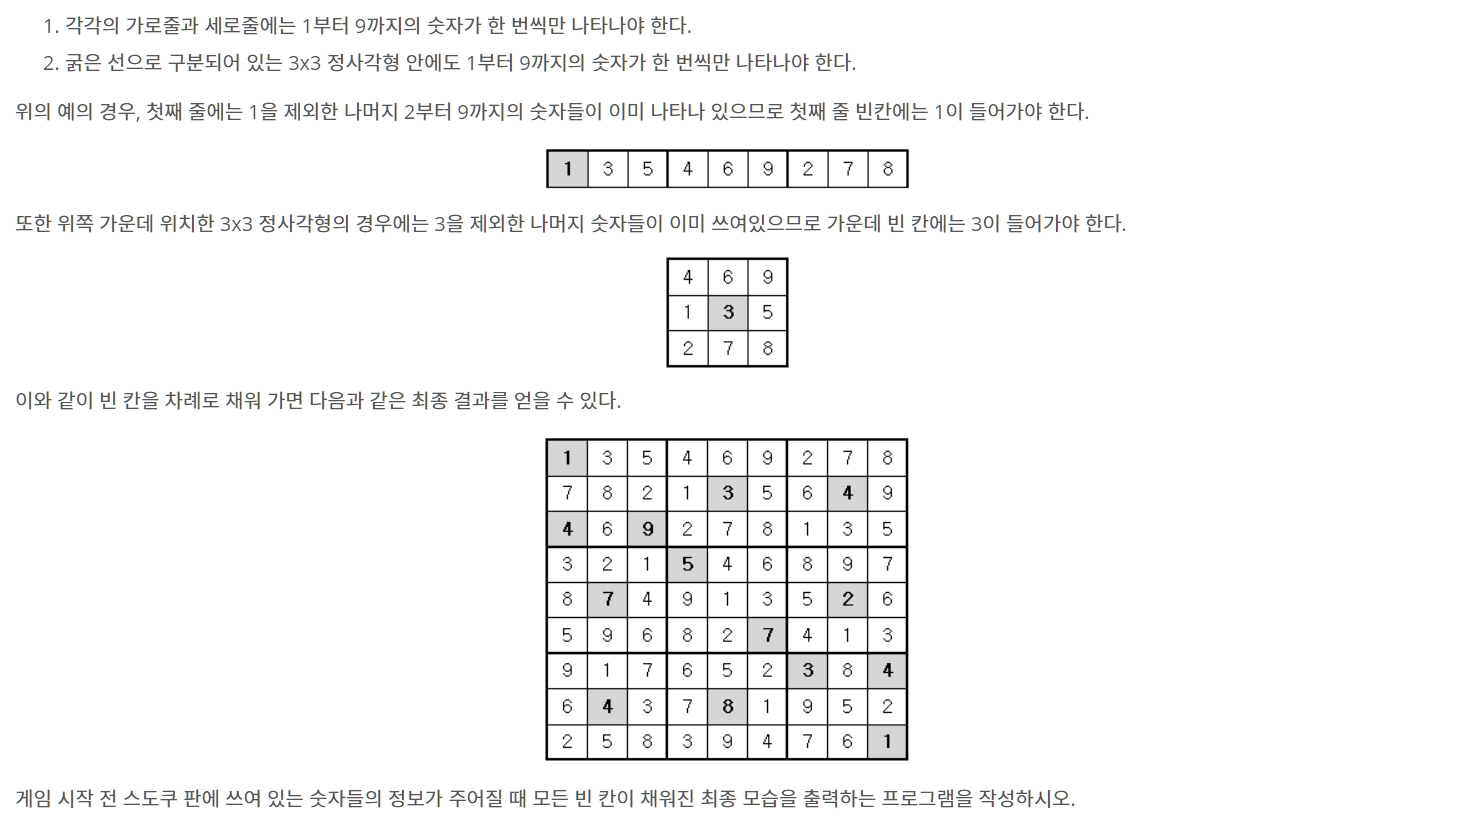 1. 각각의 가로줄과 세로줄에는 1부터 9까지의 숫자가 한 번씩만 나타나야 한다.
2. 굵은 선으로 구분되어 있는 3x3 정사각형 안에도 1부터 9까지의 숫자가 한 번씩만 나타나야 한다.
위의 예의 경우, 첫째 줄에는 1을 제외한 나머지 2부터 9까지의 숫자들이 이미 나타나 있으므로 첫째 줄 빈칸에는 1이 들어가야 한다.
1 3 5 4 6 9 2 7 8
또한 위쪽 가운데 위치한 3x3 정사각형의 경우에는 3을 제외한 나머지 숫자들이 이미 쓰여있으므로 가운데 빈 칸에는 3이 들어가야 한다.
4 6 9
1 3 5
2 7 8
이와 같이 빈 칸을 차례로 채워 가면 다음과 같은 최종 결과를 얻을 수 있다.
1 3 5 4 6 9 2 7 8
7 8 2 1 3 5 6 4 9
4 6 9 2 7 8 1 3 5
3 2 1 5 4 6 8 9 7
8 7 4 9 1 3 5 2 6
5 9 6 8 2 7 4 1 3
9 1 7 6 5 2 3 8 4
6 4 3 7 8 1 9 5 2
2 5 8 3 9 4 7 6 1
게임 시작 전 스도쿠 판에 쓰여 있는 숫자들의 정보가 주어질 때 모든 빈 칸이 채워진 최종 모습을 출력하는 프로그램을 작성하시오.